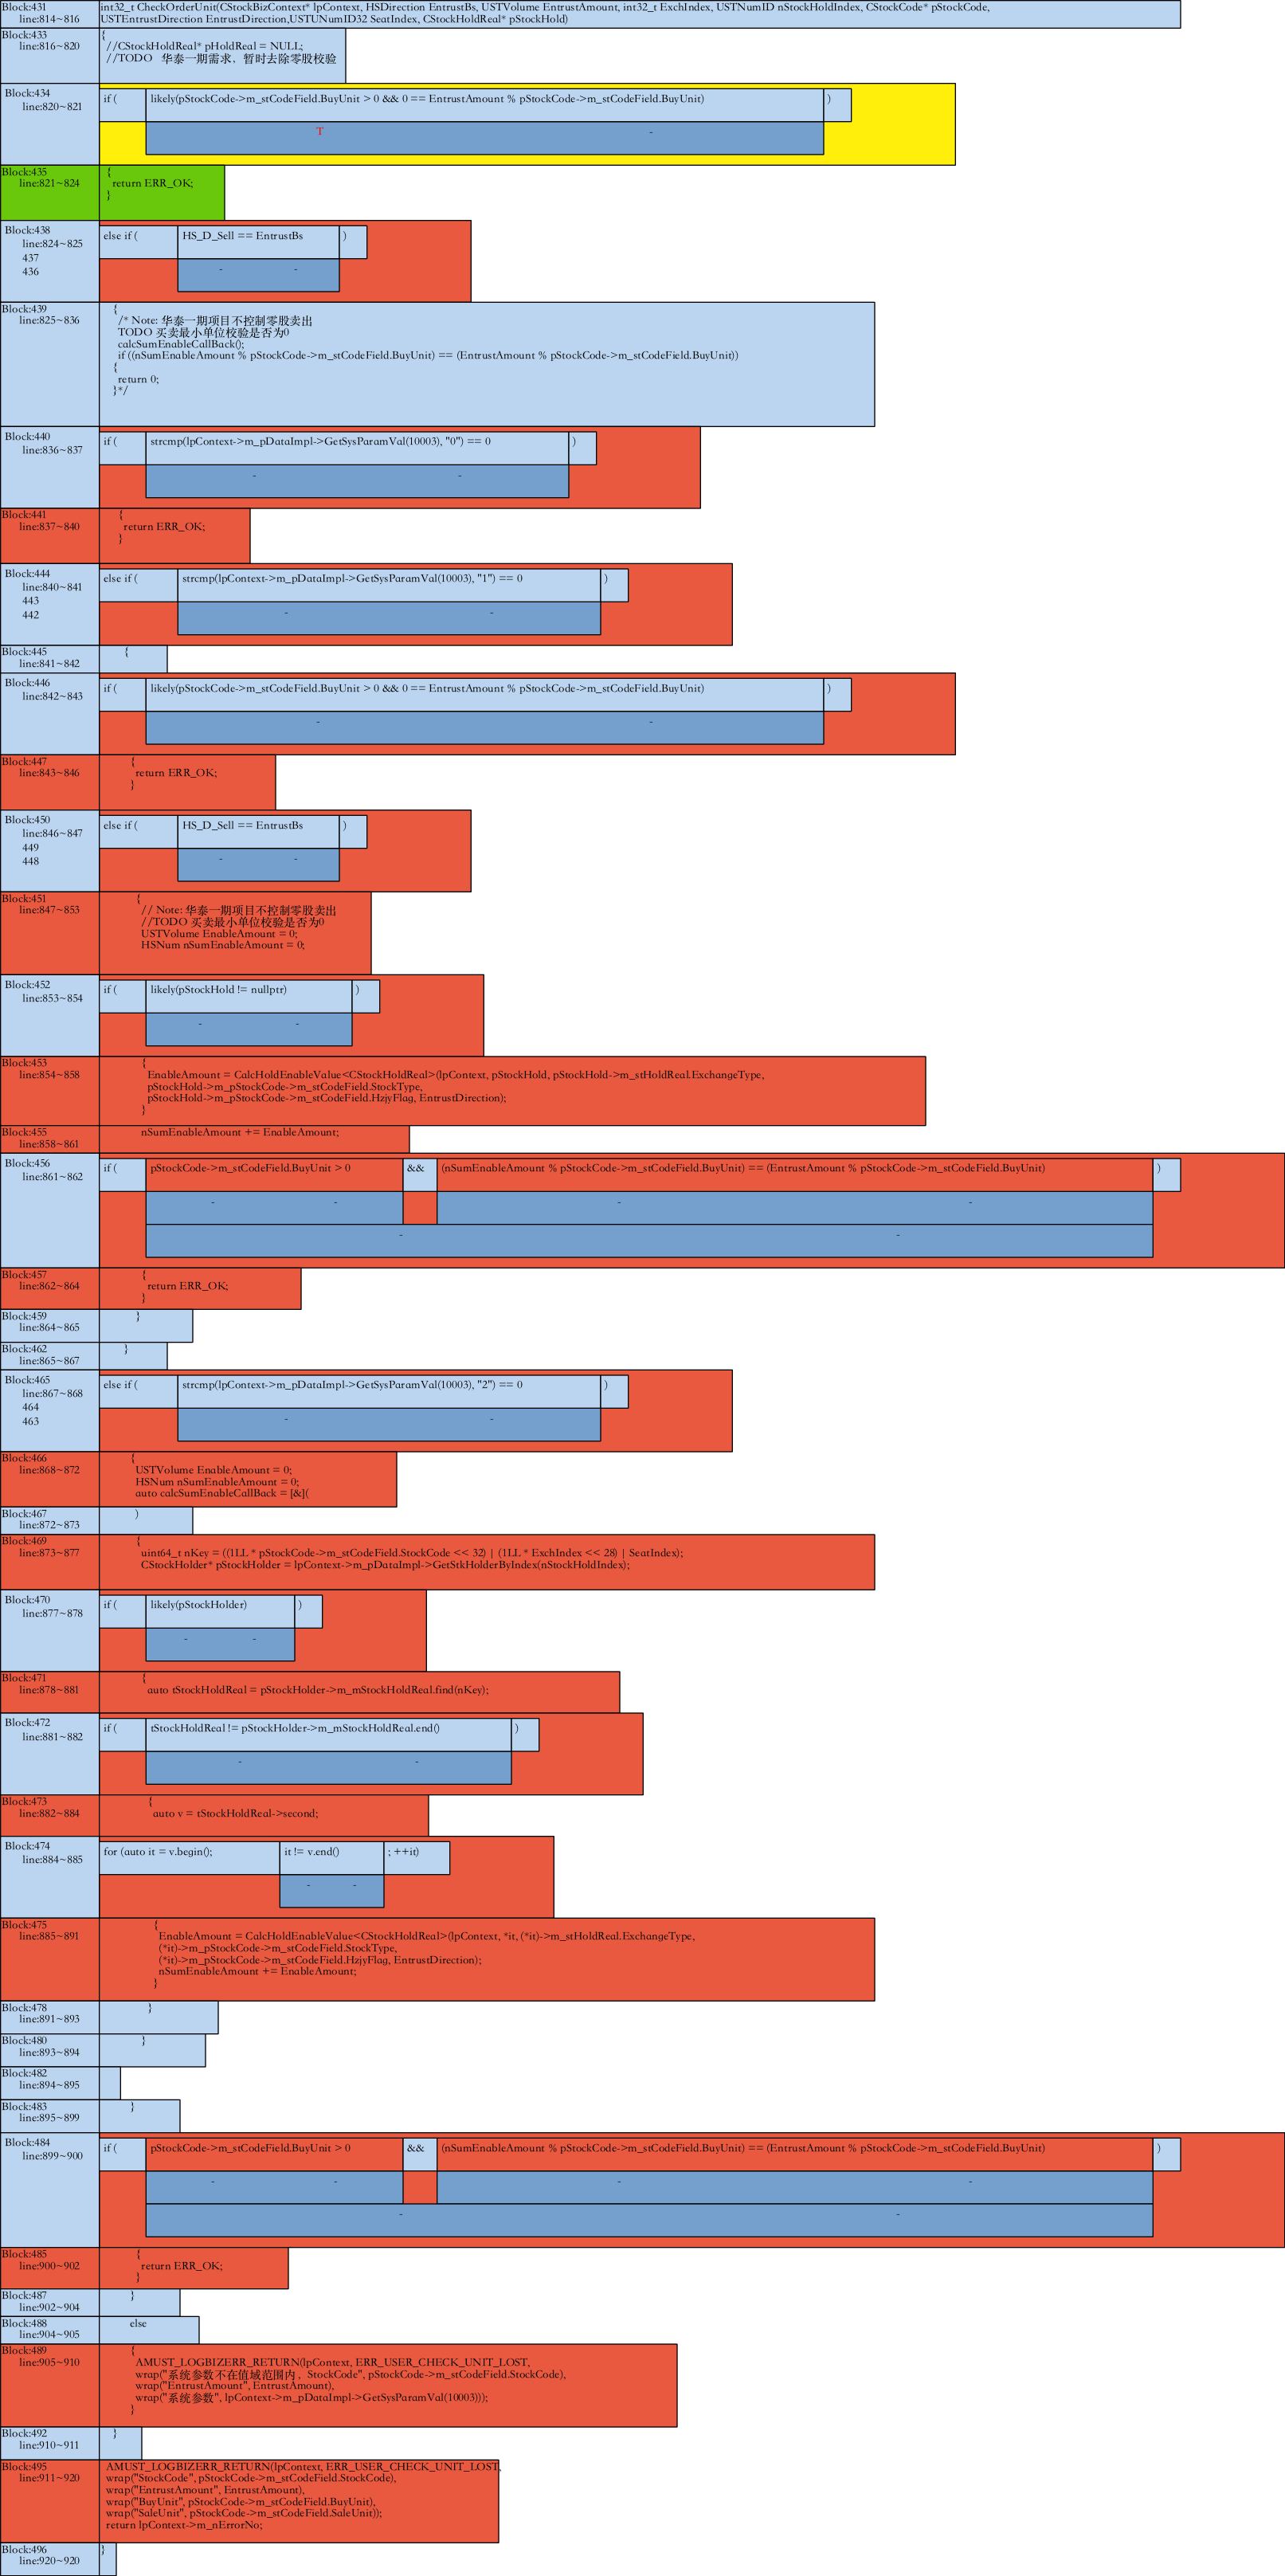 Block:431
line:814~816
int32_t CheckOrderUnit(CStockBizContext* lpContext, HSDirection EntrustBs, USTVolume EntrustAmount, int32_t ExchIndex, USTNumID nStockHoldIndex, CStockCode* pStockCode,
USTEntrustDirection EntrustDirection,USTUNumID32 SeatIndex, CStockHoldReal* pStockHold)
Block:433
line:816~820
{
//CStockHoldReal* pHoldReal = NULL;
//TODO 华泰一期需求，暂时去除零股校验
Block:434
line:820~821
if ( likely(pStockCode->m_stCodeField.BuyUnit > 0 && 0 == EntrustAmount % pStockCode->m_stCodeField.BuyUnit) )
T -
Block:435
line:821~824
{
return ERR_OK;
}
Block:438
line:824~825
437
436
else if ( HS_D_Sell == EntrustBs )
- -
Block:439
line:825~836
{
/* Note: 华泰一期项目不控制零股卖出
TODO 买卖最小单位校验是否为0
calcSumEnableCallBack();
if ((nSumEnableAmount % pStockCode->m_stCodeField.BuyUnit) == (EntrustAmount % pStockCode->m_stCodeField.BuyUnit))
{
return 0;
}*/
Block:440
line:836~837
if ( strcmp(lpContext->m_pDataImpl->GetSysParamVal(10003), "0") == 0 )
- -
Block:441
line:837~840
{
return ERR_OK;
}
Block:444
line:840~841
443
442
else if ( strcmp(lpContext->m_pDataImpl->GetSysParamVal(10003), "1") == 0 )
- -
Block:445
line:841~842
{
Block:446
line:842~843
if ( likely(pStockCode->m_stCodeField.BuyUnit > 0 && 0 == EntrustAmount % pStockCode->m_stCodeField.BuyUnit) )
- -
Block:447
line:843~846
{
return ERR_OK;
}
Block:450
line:846~847
449
448
else if ( HS_D_Sell == EntrustBs )
- -
Block:451
line:847~853
{
// Note: 华泰一期项目不控制零股卖出
//TODO 买卖最小单位校验是否为0
USTVolume EnableAmount = 0;
HSNum nSumEnableAmount = 0;
Block:452
line:853~854
if ( likely(pStockHold != nullptr) )
- -
Block:453
line:854~858
{
EnableAmount = CalcHoldEnableValue<CStockHoldReal>(lpContext, pStockHold, pStockHold->m_stHoldReal.ExchangeType,
pStockHold->m_pStockCode->m_stCodeField.StockType,
pStockHold->m_pStockCode->m_stCodeField.HzjyFlag, EntrustDirection);
}
Block:455
line:858~861
nSumEnableAmount += EnableAmount;
Block:456
line:861~862
if ( pStockCode->m_stCodeField.BuyUnit > 0 && (nSumEnableAmount % pStockCode->m_stCodeField.BuyUnit) == (EntrustAmount % pStockCode->m_stCodeField.BuyUnit) )
- - - -
- -
Block:457
line:862~864
{
return ERR_OK;
}
Block:459
line:864~865
}
Block:462
line:865~867
}
Block:465
line:867~868
464
463
else if ( strcmp(lpContext->m_pDataImpl->GetSysParamVal(10003), "2") == 0 )
- -
Block:466
line:868~872
{
USTVolume EnableAmount = 0;
HSNum nSumEnableAmount = 0;
auto calcSumEnableCallBack = [&](
Block:467
line:872~873
)
Block:469
line:873~877
{
uint64_t nKey = ((1LL * pStockCode->m_stCodeField.StockCode << 32) | (1LL * ExchIndex << 28) | SeatIndex);
CStockHolder* pStockHolder = lpContext->m_pDataImpl->GetStkHolderByIndex(nStockHoldIndex);
Block:470
line:877~878
if ( likely(pStockHolder) )
- -
Block:471
line:878~881
{
auto tStockHoldReal = pStockHolder->m_mStockHoldReal.find(nKey);
Block:472
line:881~882
if ( tStockHoldReal != pStockHolder->m_mStockHoldReal.end() )
- -
Block:473
line:882~884
{
auto v = tStockHoldReal->second;
Block:474
line:884~885
for (auto it = v.begin(); it != v.end() ; ++it)
- -
Block:475
line:885~891
{
EnableAmount = CalcHoldEnableValue<CStockHoldReal>(lpContext, *it, (*it)->m_stHoldReal.ExchangeType,
(*it)->m_pStockCode->m_stCodeField.StockType,
(*it)->m_pStockCode->m_stCodeField.HzjyFlag, EntrustDirection);
nSumEnableAmount += EnableAmount;
}
Block:478
line:891~893
}
Block:480
line:893~894
}
Block:482
line:894~895
Block:483
line:895~899
}
Block:484
line:899~900
if ( pStockCode->m_stCodeField.BuyUnit > 0 && (nSumEnableAmount % pStockCode->m_stCodeField.BuyUnit) == (EntrustAmount % pStockCode->m_stCodeField.BuyUnit) )
- - - -
- -
Block:485
line:900~902
{
return ERR_OK;
}
Block:487
line:902~904
}
Block:488
line:904~905
else
Block:489
line:905~910
{
AMUST_LOGBIZERR_RETURN(lpContext, ERR_USER_CHECK_UNIT_LOST,
wrap("系统参数不在值域范围内，StockCode", pStockCode->m_stCodeField.StockCode),
wrap("EntrustAmount", EntrustAmount),
wrap("系统参数", lpContext->m_pDataImpl->GetSysParamVal(10003)));
}
Block:492
line:910~911
}
Block:495
line:911~920
AMUST_LOGBIZERR_RETURN(lpContext, ERR_USER_CHECK_UNIT_LOST,
wrap("StockCode", pStockCode->m_stCodeField.StockCode),
wrap("EntrustAmount", EntrustAmount),
wrap("BuyUnit", pStockCode->m_stCodeField.BuyUnit),
wrap("SaleUnit", pStockCode->m_stCodeField.SaleUnit));
return lpContext->m_nErrorNo;
Block:496
line:920~920
}